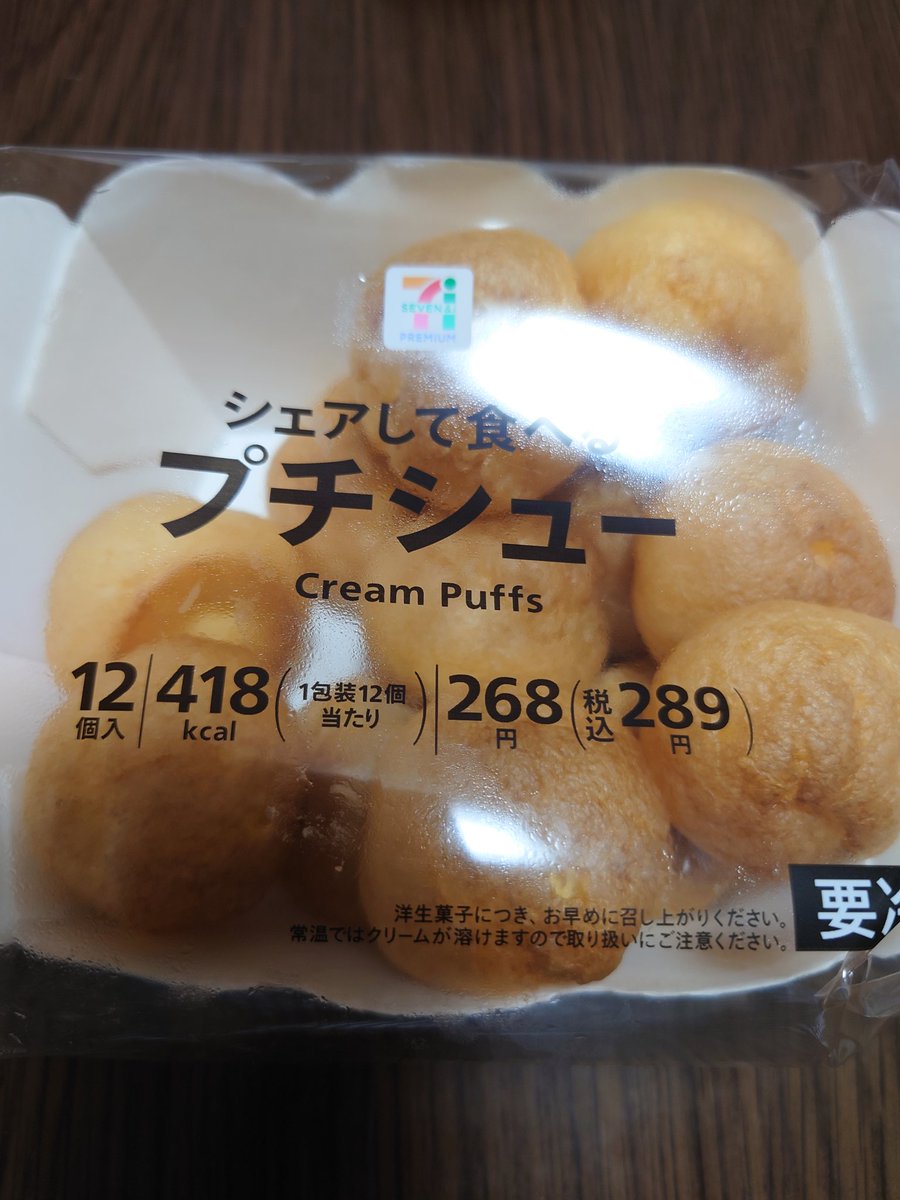 SEVEN&i
PREMIUM
シェアして食べる
プチシュー
Cream Puffs
12
個入
418
kcal
(1包装12個
当たり)
268
円
(税込289
円)
洋生菓子につき、お早めに召し上がりください。
常温ではクリームが溶けますので取り扱いにご注意ください。
要冷